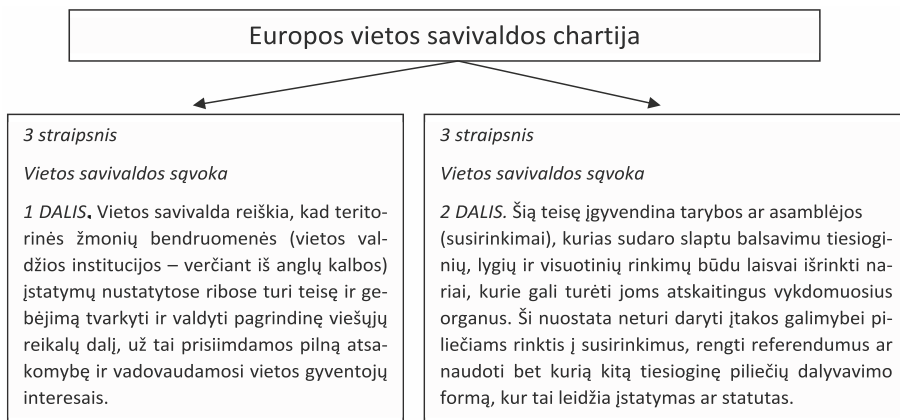 Europos vietos savivaldos chartija
3 straipsnis
Vietos savivaldos sąvoka
1 DALIS. Vietos savivalda reiškia, kad terito-
rinės žmonių bendruomenės (vietos val-
džios institucijos – verčiant iš anglų kalbos)
įstatymų nustatytose ribose turi teisę ir ge-
bėjimą tvarkyti ir valdyti pagrindinę viešųjų
reikalų dalį, už tai prisiimdamos pilną atsa-
komybę ir vadovaudamosi vietos gyventojų
interesais.
3 straipsnis
Vietos savivaldos sąvoka
2 DALIS. Šią teisę įgyvendina tarybos ar asamblėjos
(susirinkimai), kurias sudaro slaptu balsavimu tiesiogi-
nių, lygių ir visuotinių rinkimų būdu laisvai išrinkti na-
riai, kurie gali turėti joms atskaitingus vykdomuosius
organus. Ši nuostata neturi daryti įtakos galimybei pi-
liečiams rinktis į susirinkimus, rengti referendumus ar
naudoti bet kurią kitą tiesioginę piliečių dalyvavimo
formą, kur tai leidžia įstatymas ar statutas.